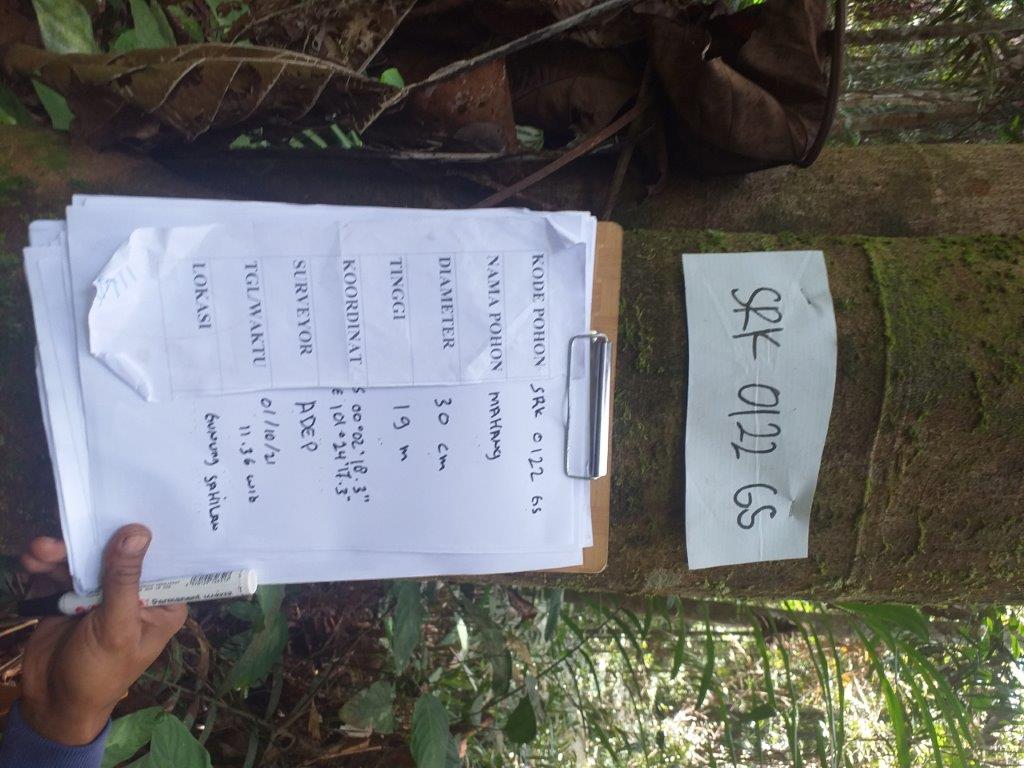 SRK 0122 GS
KODE POHON SRK 0122 GS
NAMA POHON MAHANG
DIAMETER 30 cm
TINGGI 19 m
KOORDINAT S 00°02'18.3"
E 101°24'17.3"
SURVEYOR ADEP
TGL/WAKTU 01/10/21
11.36 WIB
LOKASI GUNUNG SAHILAN
Permanent marker